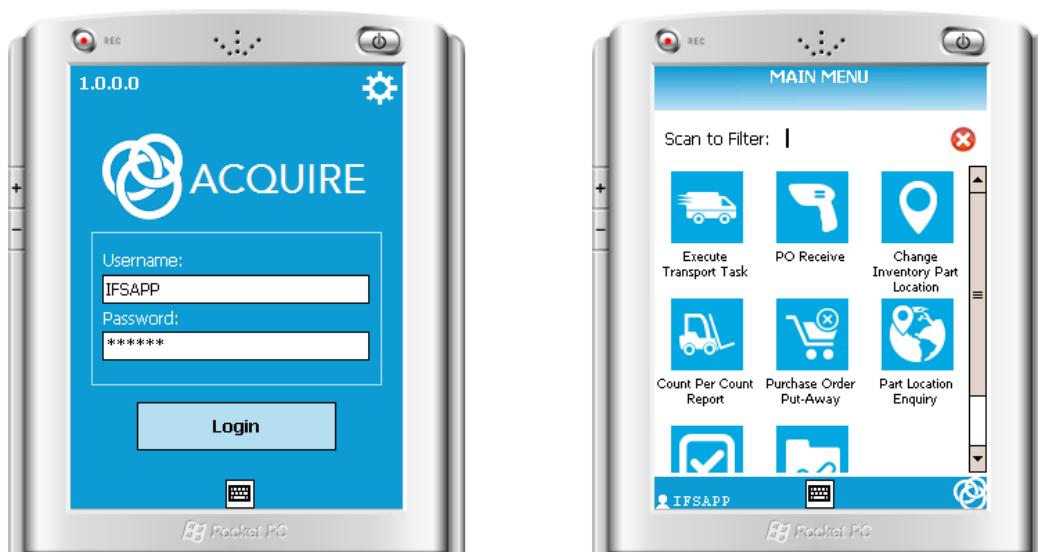 REC
1.0.0.0
ACQUIRE
Username:
IFSAPP
Password:
******
Login
Pocket PC
REC
MAIN MENU
Scan to Filter:
Execute
Transport Task
PO Receive
Change
Inventory Part
Location
Count Per Count
Report
Purchase Order
Put-Away
Part Location
Enquiry
IFSAPP
Pocket PC